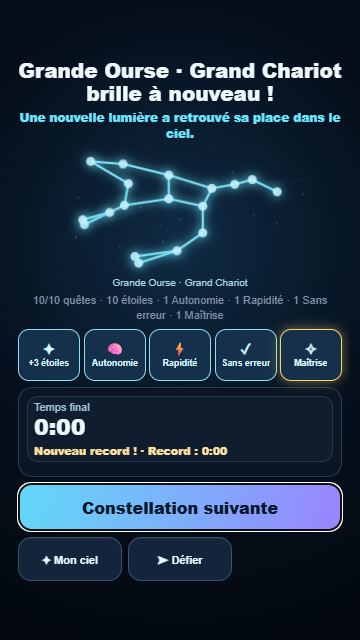 Grande Ourse · Grand Chariot
brille à nouveau !
Une nouvelle lumière a retrouvé sa place dans le
ciel.
Grande Ourse · Grand Chariot
10/10 quêtes · 10 étoiles · 1 Autonomie · 1 Rapidité · 1 Sans
erreur · 1 Maîtrise
+3 étoiles
Autonomie
Rapidité
Sans erreur
Maîtrise
Temps final
0:00
Nouveau record ! · Record : 0:00
Constellation suivante
Mon ciel
Défier